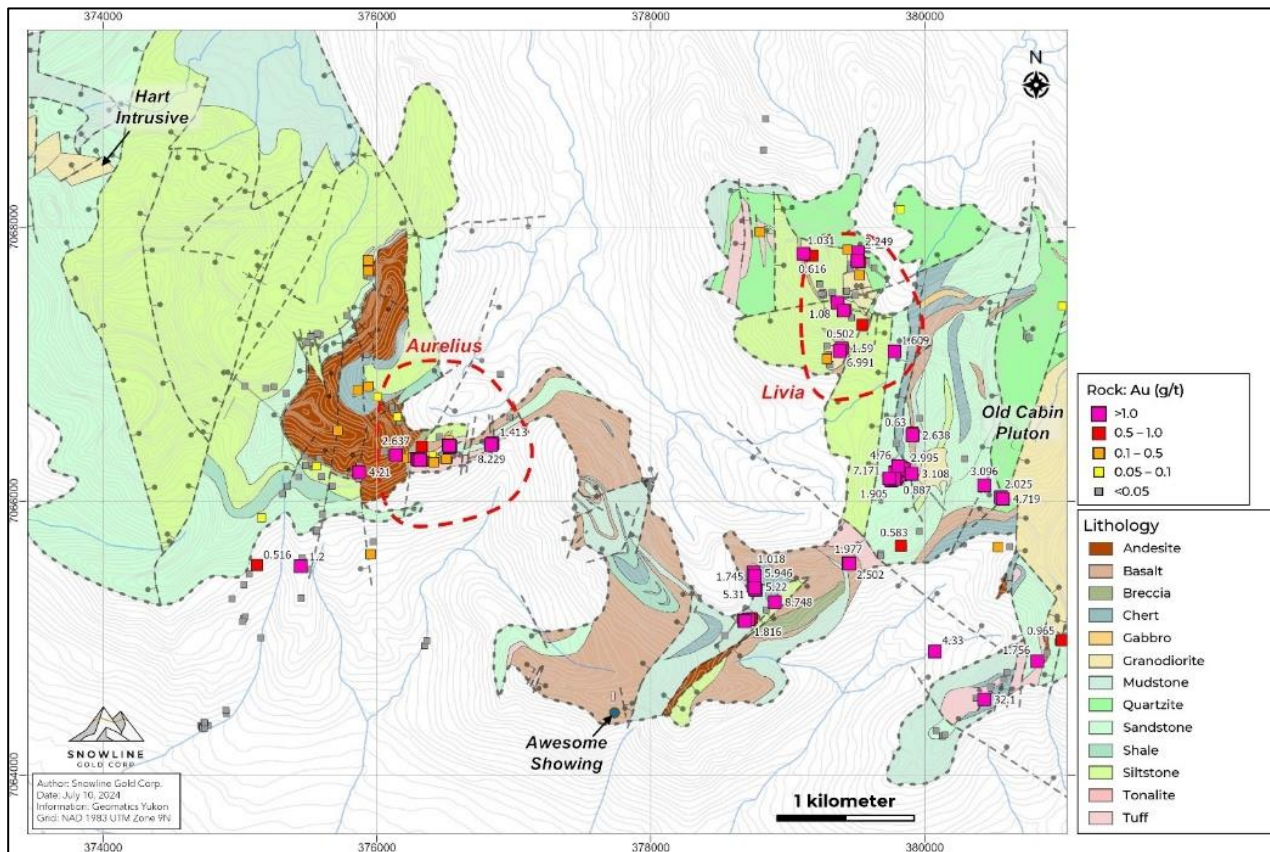 374000
376000
378000
380000
N
Hart
Intrusive
7068000
7068000
1.031
2.249
0.616
1.08
0.502
1.59
6.991
1.609
Aurelius
Livia
Rock: Au (g/t)
>1.0
0.5 – 1.0
0.1 – 0.5
0.05 – 0.1
<0.05
Old Cabin
Pluton
0.63
2.638
2.637
1.413
4.21
8.229
4.76
2.995
7.171
3.108
1.905
0.887
3.096
2.025
4.719
7066000
7066000
0.583
0.516
1.2
1.018
1.977
1.745
5.946
2.502
5.22
5.31
8.748
1.816
4.33
0.965
1.756
32.1
Lithology
Andesite
Basalt
Breccia
Chert
Gabbro
Granodiorite
Mudstone
Quartzite
Sandstone
Shale
Siltstone
Tonalite
Tuff
Awesome
Showing
SNOWLINE
GOLD CORP.
7064000
7064000
Author: Snowline Gold Corp.
Date: July 10, 2024
Information: Geomatics Yukon
Grid: NAD 1983 UTM Zone 9N
1 kilometer
374000
376000
378000
380000